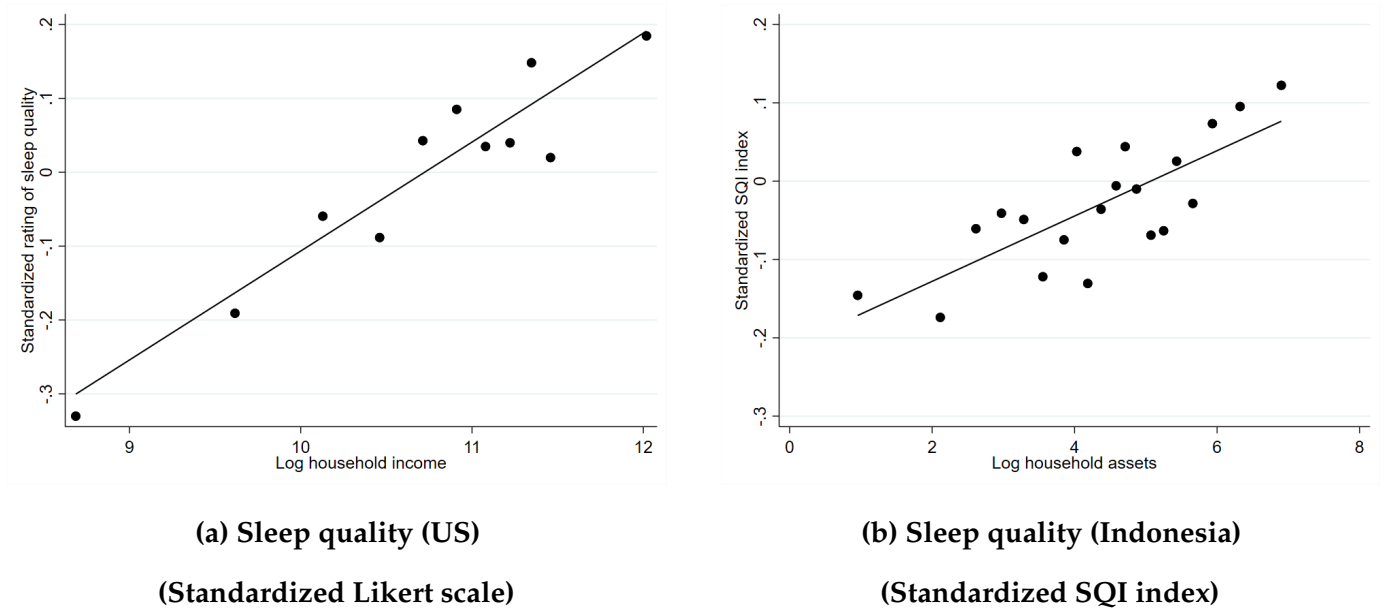 Standardized rating of sleep quality
.2
.1
0
-.1
-.2
-.3
9 10 11 12
Log household income
(a) Sleep quality (US)
(Standardized Likert scale)
Standardized SQI index
.2
.1
0
-.1
-.2
-.3
0 2 4 6 8
Log household assets
(b) Sleep quality (Indonesia)
(Standardized SQI index)